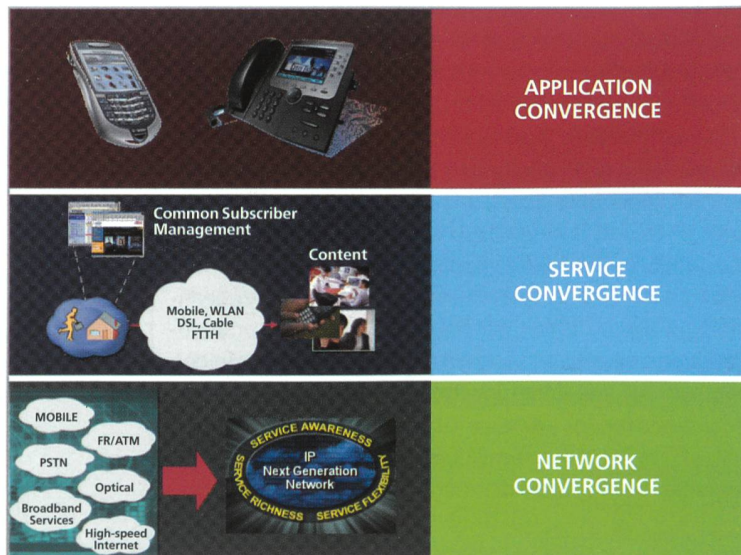 APPLICATION
CONVERGENCE
Common Subscriber
Management
Content
Mobile, WLAN
DSL, Cable
FTTH
SERVICE
CONVERGENCE
MOBILE
FR/ATM
PSTN
Optical
Broadband
Services
High-speed
Internet
SERVICE AWARENESS
IP
Next Generation
Network
SERVICE RICHNESS
SERVICE FLEXIBILITY
NETWORK
CONVERGENCE